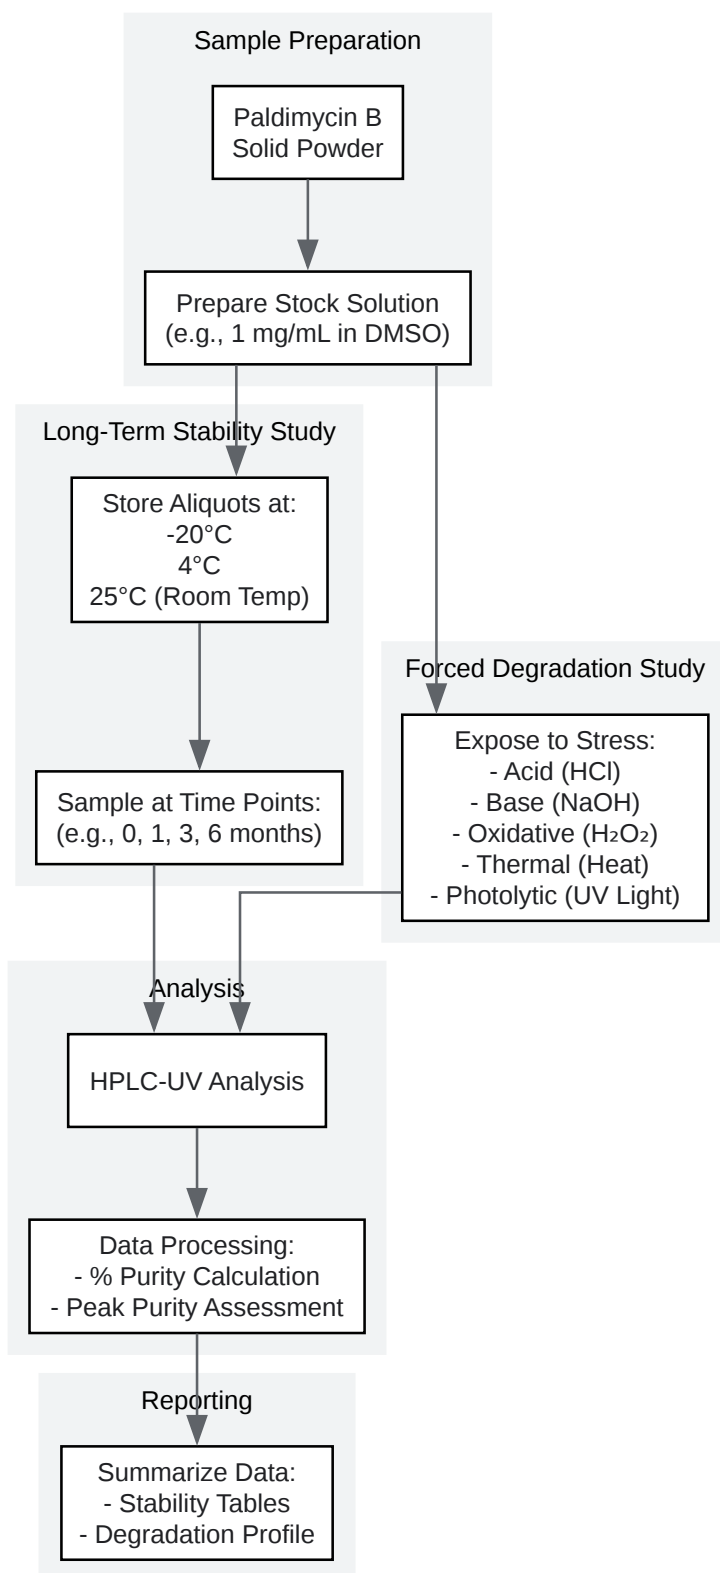 Sample Preparation
Paldimycin B
Solid Powder
Prepare Stock Solution
(e.g., 1 mg/mL in DMSO)
Long-Term Stability Study
Store Aliquots at:
-20°C
4°C
25°C (Room Temp)
Sample at Time Points:
(e.g., 0, 1, 3, 6 months)
Forced Degradation Study
Expose to Stress:
- Acid (HCl)
- Base (NaOH)
- Oxidative (H₂O₂)
- Thermal (Heat)
- Photolytic (UV Light)
Analysis
HPLC-UV Analysis
Data Processing:
- % Purity Calculation
- Peak Purity Assessment
Reporting
Summarize Data:
- Stability Tables
- Degradation Profile